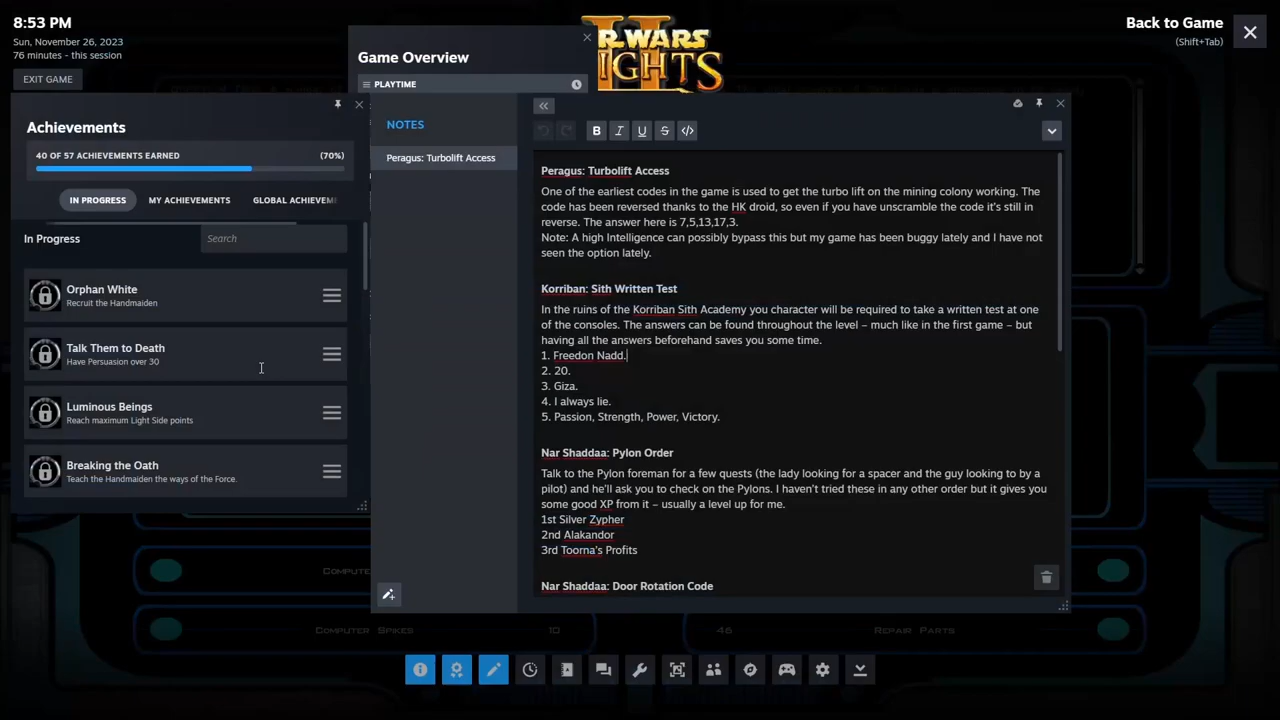 8:53 PM
Sun, November 26, 2023
76 minutes - this session
EXIT GAME
Back to Game
(Shift+Tab)
R WARS
II
IGHTS
Game Overview
PLAYTIME
Achievements
40 OF 57 ACHIEVEMENTS EARNED (70%)
IN PROGRESS MY ACHIEVEMENTS GLOBAL ACHIEVEM
In Progress Search
Orphan White
Recruit the Handmaiden
Talk Them to Death
Have Persuasion over 30
Luminous Beings
Reach maximum Light Side points
Breaking the Oath
Teach the Handmaiden the ways of the Force.
NOTES
Peragus: Turbolift Access
B I U S </>
Peragus: Turbolift Access
One of the earliest codes in the game is used to get the turbo lift on the mining colony working. The
code has been reversed thanks to the HK droid, so even if you have unscramble the code it's still in
reverse. The answer here is 7,5,13,17,3.
Note: A high Intelligence can possibly bypass this but my game has been buggy lately and I have not
seen the option lately.
Korriban: Sith Written Test
In the ruins of the Korriban Sith Academy you character will be required to take a written test at one
of the consoles. The answers can be found throughout the level – much like in the first game – but
having all the answers beforehand saves you some time.
1. Freedon Nadd.
2. 20.
3. Giza.
4. I always lie.
5. Passion, Strength, Power, Victory.
Nar Shaddaa: Pylon Order
Talk to the Pylon foreman for a few quests (the lady looking for a spacer and the guy looking to by a
pilot) and he'll ask you to check on the Pylons. I haven't tried these in any other order but it gives you
some good XP from it – usually a level up for me.
1st Silver Zypher
2nd Alakandor
3rd Toorna's Profits
Nar Shaddaa: Door Rotation Code
Compute
Computer Spikes 10
46 Repair Parts